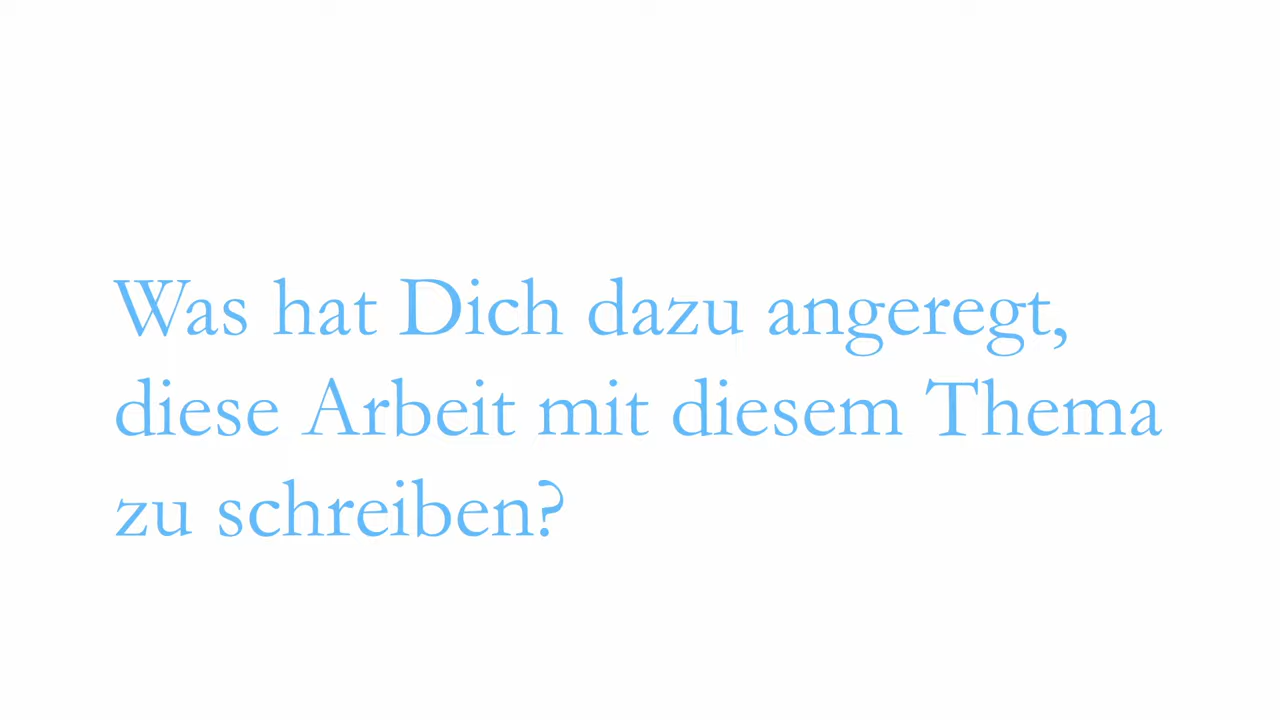 Was hat Dich dazu angeregt,
diese Arbeit mit diesem Thema
zu schreiben?